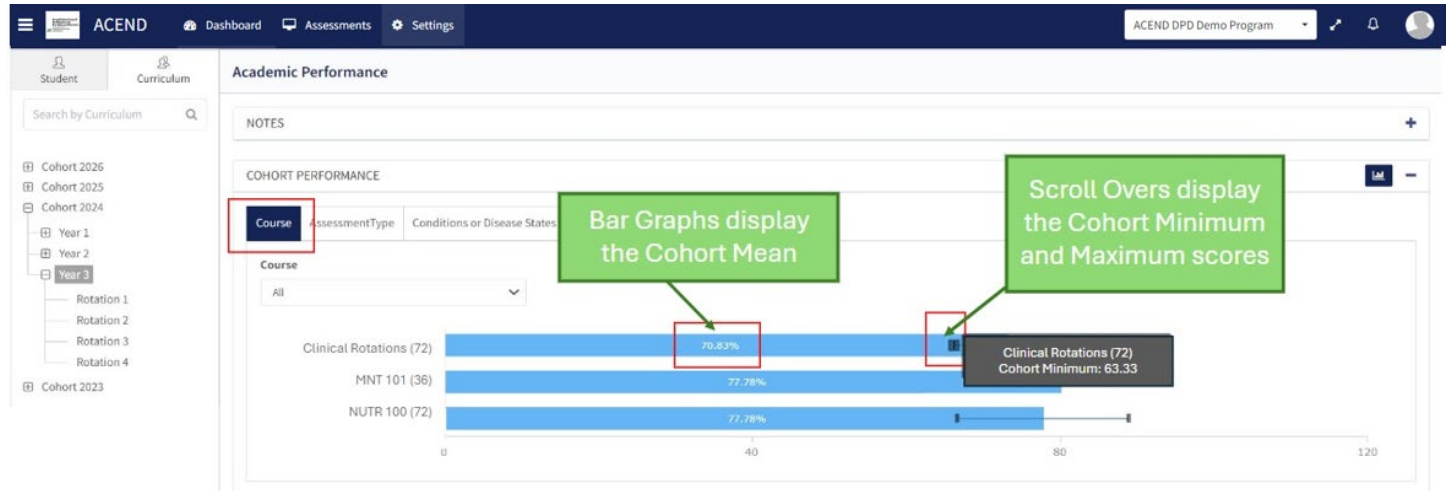 ACEND
Dashboard
Assessments
Settings
ACEND DPD Demo Program
Student
Curriculum
Academic Performance
Search by Curriculum
NOTES
Cohort 2026
Cohort 2025
Cohort 2024
Year 1
Year 2
Year 3
Rotation 1
Rotation 2
Rotation 3
Rotation 4
Cohort 2023
COHORT PERFORMANCE
Course
AssessmentType
Conditions or Disease States
Bar Graphs display
the Cohort Mean
Scroll Overs display
the Cohort Minimum
and Maximum scores
Course
All
Clinical Rotations (72)
70.83%
Clinical Rotations (72)
Cohort Minimum: 63.33
MNT 101 (36)
77.78%
NUTR 100 (72)
77.78%
0
40
80
120